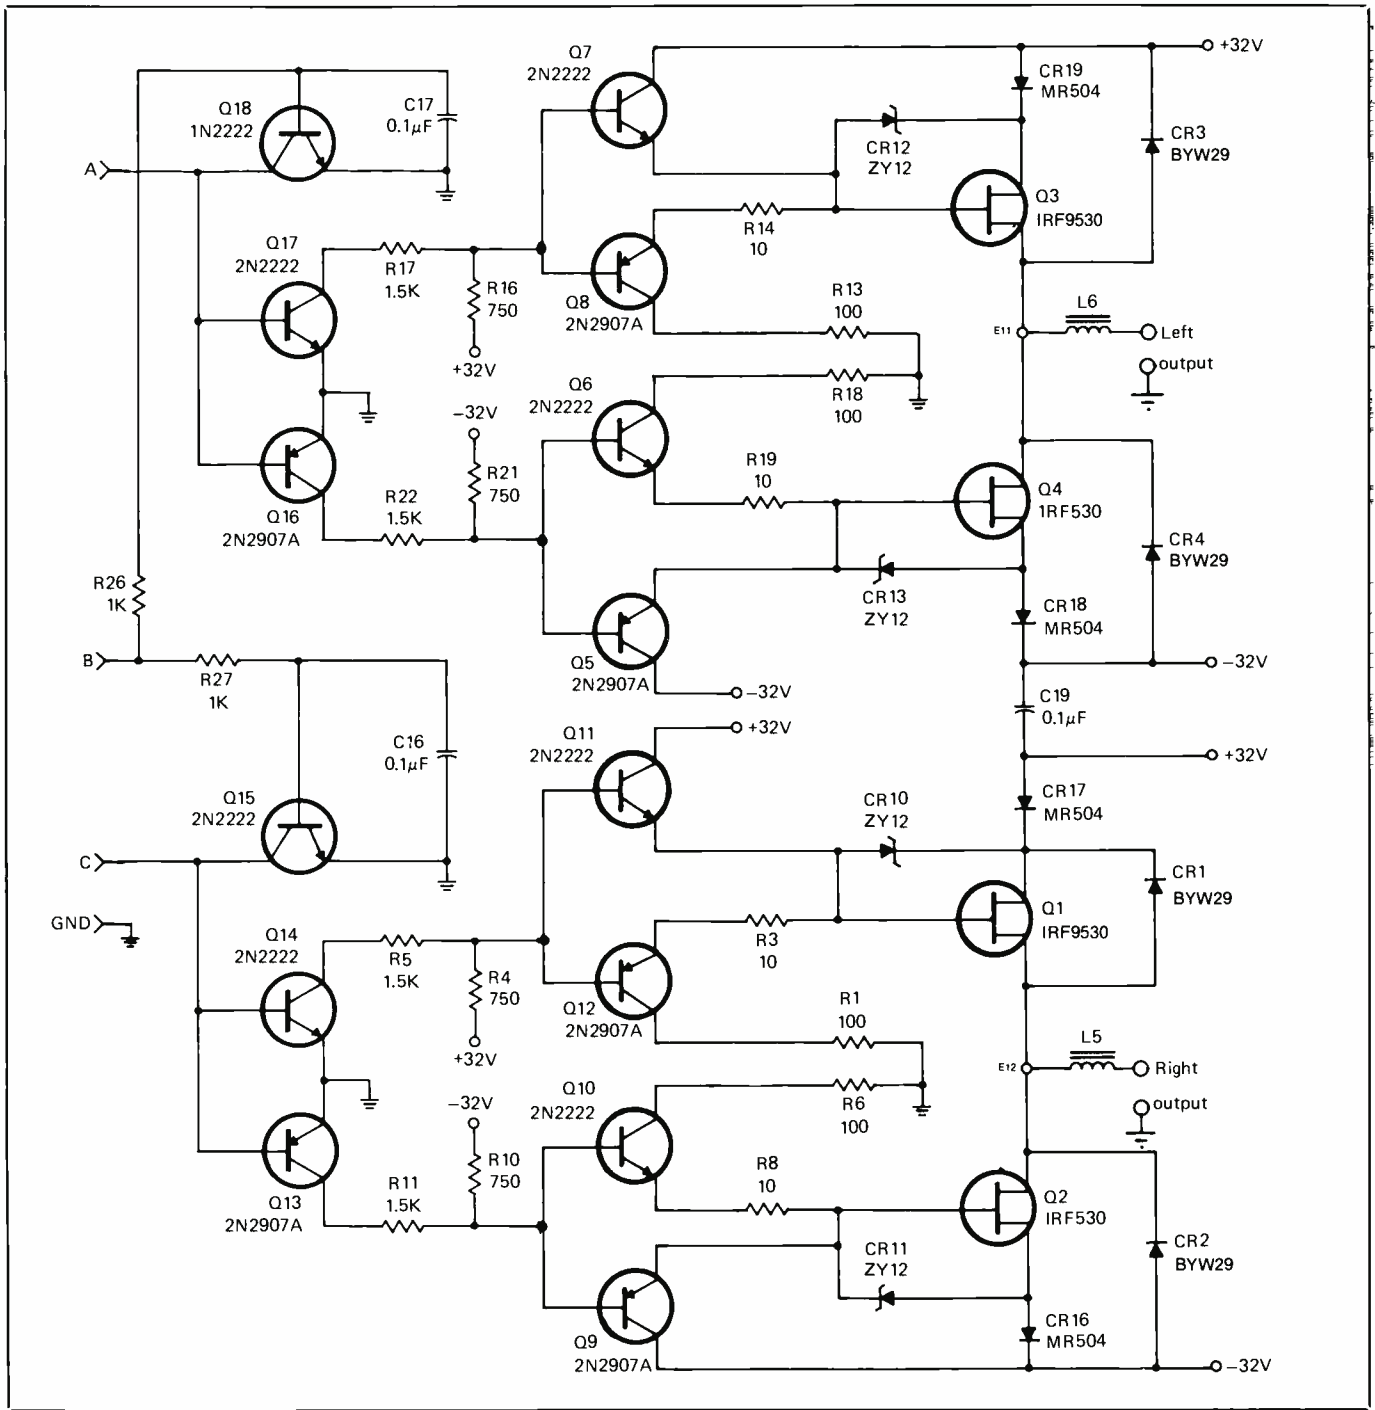 Q7
2N2222
+32V
CR19
MR504
Q18
1N2222
C17
0.1μF
CR12
ZY12
CR3
BYW29
A
Q3
IRF9530
R14
10
Q17
2N2222
R17
1.5K
R16
750
+32V
Q8
2N2907A
R13
100
L6
E11
Left
output
R18
100
Q6
2N2222
-32V
R21
750
R19
10
Q4
1RF530
R22
1.5K
Q16
2N2907A
CR4
BYW29
CR13
ZY12
CR18
MR504
R26
1K
B
R27
1K
Q5
2N2907A
-32V
-32V
C19
0.1μF
+32V
+32V
Q11
2N2222
C16
0.1μF
CR17
MR504
CR10
ZY12
Q15
2N2222
C
CR1
BYW29
Q1
IRF9530
GND
Q14
2N2222
R5
1.5K
R4
750
+32V
R3
10
Q12
2N2907A
R1
100
L5
E12
Right
output
R6
100
Q10
2N2222
-32V
R10
750
R8
10
Q2
IRF530
R11
1.5K
Q13
2N2907A
CR11
ZY12
CR2
BYW29
CR16
MR504
Q9
2N2907A
-32V